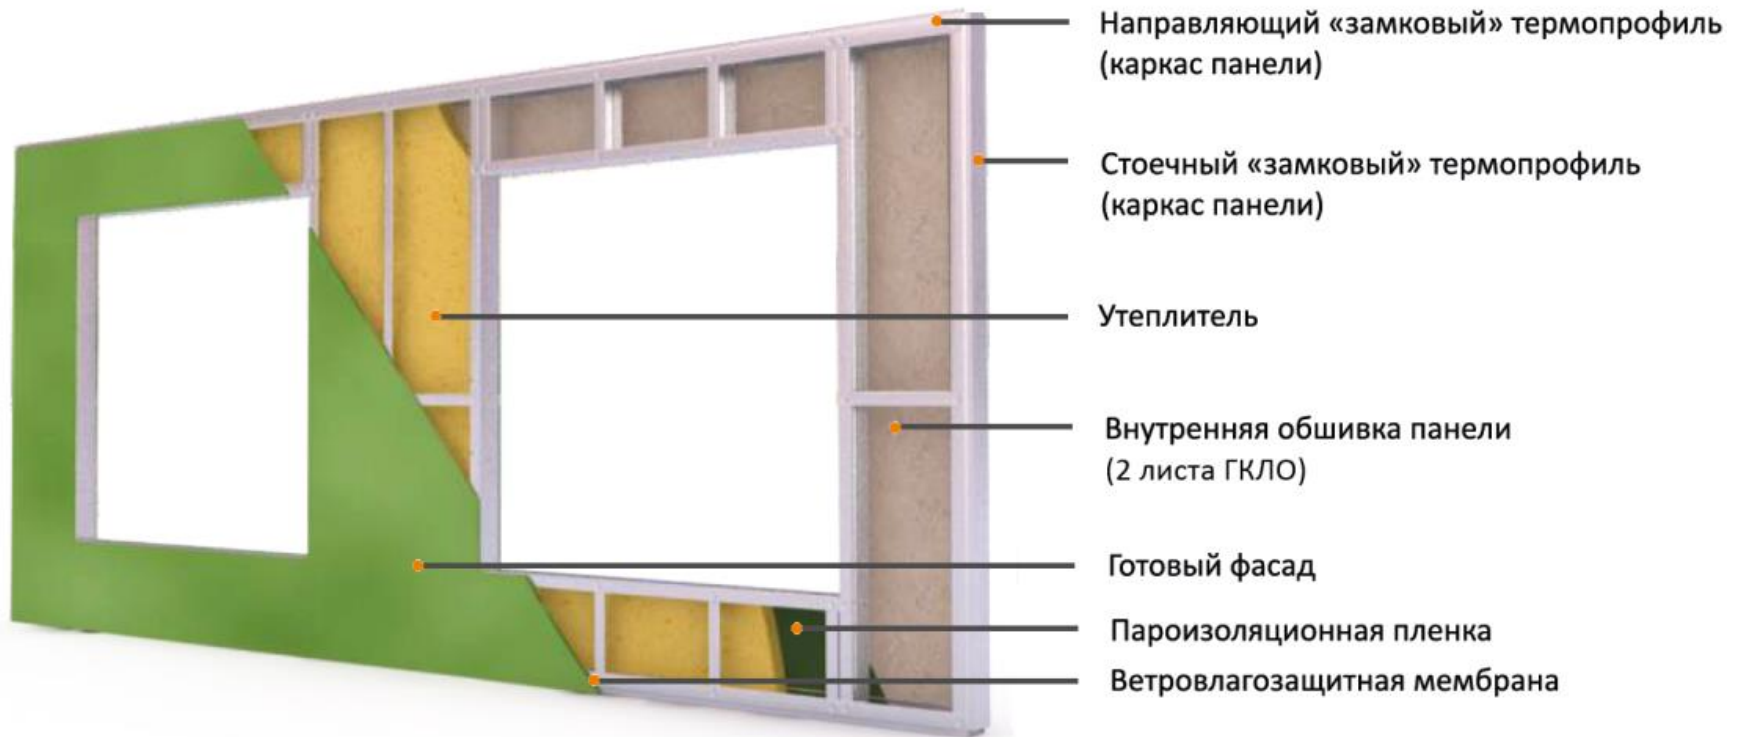 Направляющий «замковый» термопрофиль
(каркас панели)
Стоечный «замковый» термопрофиль
(каркас панели)
Утеплитель
Внутренняя обшивка панели
(2 листа ГКЛО)
Готовый фасад
Пароизоляционная пленка
Ветровлагозащитная мембрана